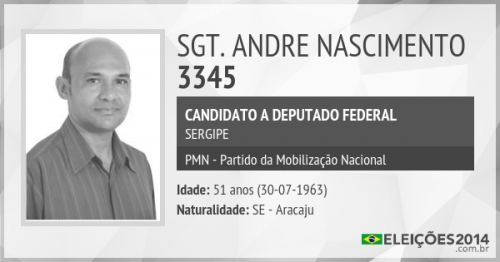 SGT. ANDRE NASCIMENTO
3345
CANDIDATO A DEPUTADO FEDERAL
SERGIPE
PMN - Partido da Mobilização Nacional
Idade: 51 anos (30-07-1963)
Naturalidade: SE - Aracaju
ELEIÇÕES2014
.com.br